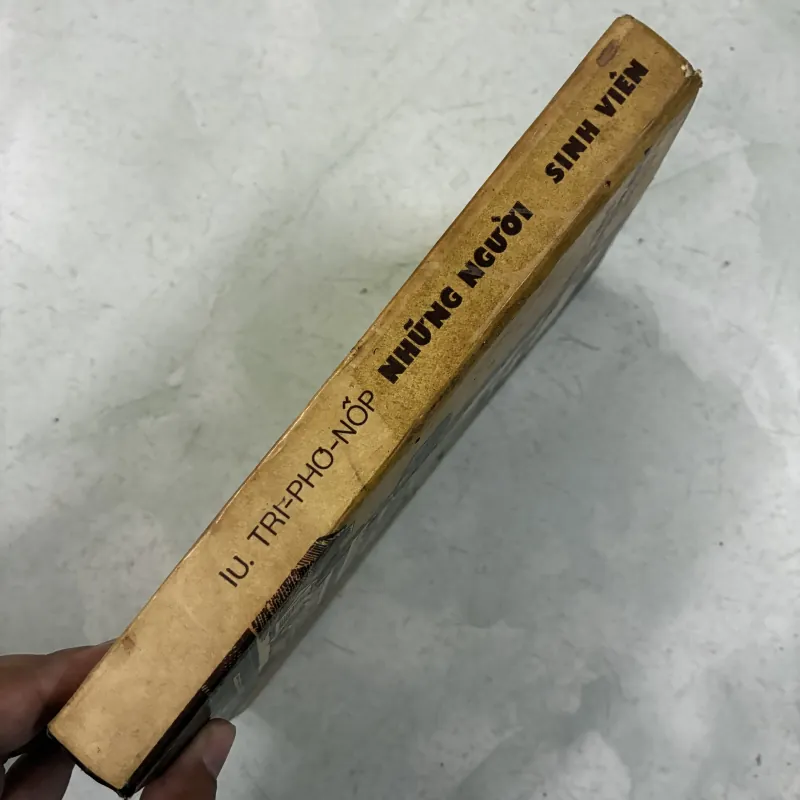 IU. TRI-PHƠ-NỐP
NHỮNG NGƯỜI SINH VIÊN